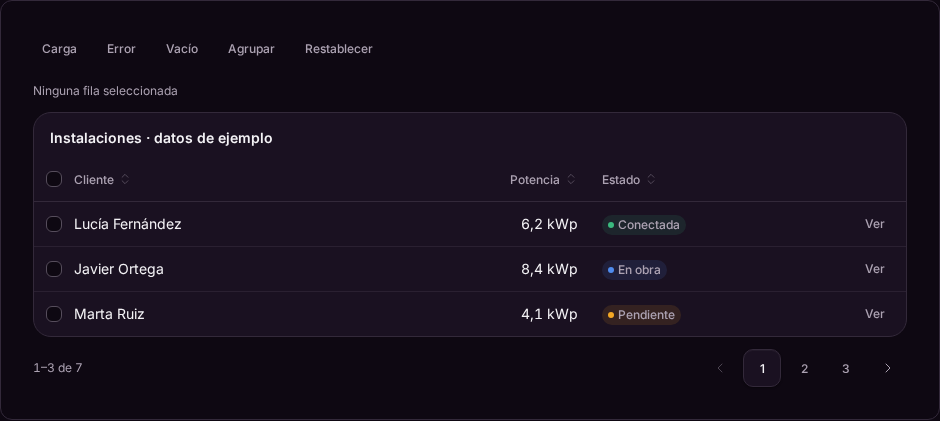 Carga Error Vacío Agrupar Restablecer
Ninguna fila seleccionada
Instalaciones · datos de ejemplo
Cliente Potencia Estado
Lucía Fernández 6,2 kWp Conectada Ver
Javier Ortega 8,4 kWp En obra Ver
Marta Ruiz 4,1 kWp Pendiente Ver
1–3 de 7 1 2 3